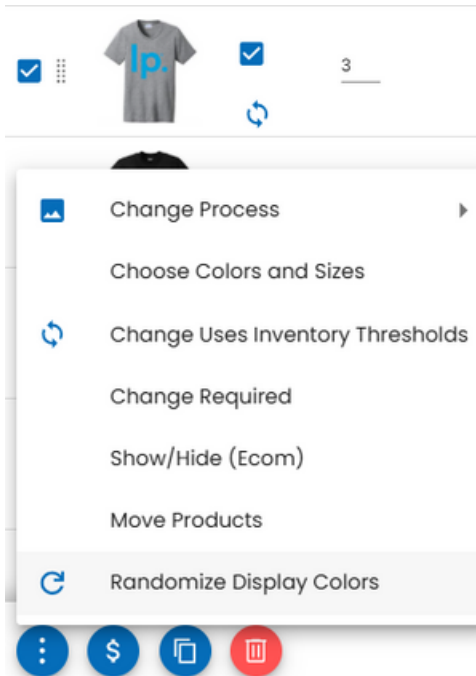 lp.
3
Change Process
Choose Colors and Sizes
Change Uses Inventory Thresholds
Change Required
Show/Hide (Ecom)
Move Products
Randomize Display Colors
$